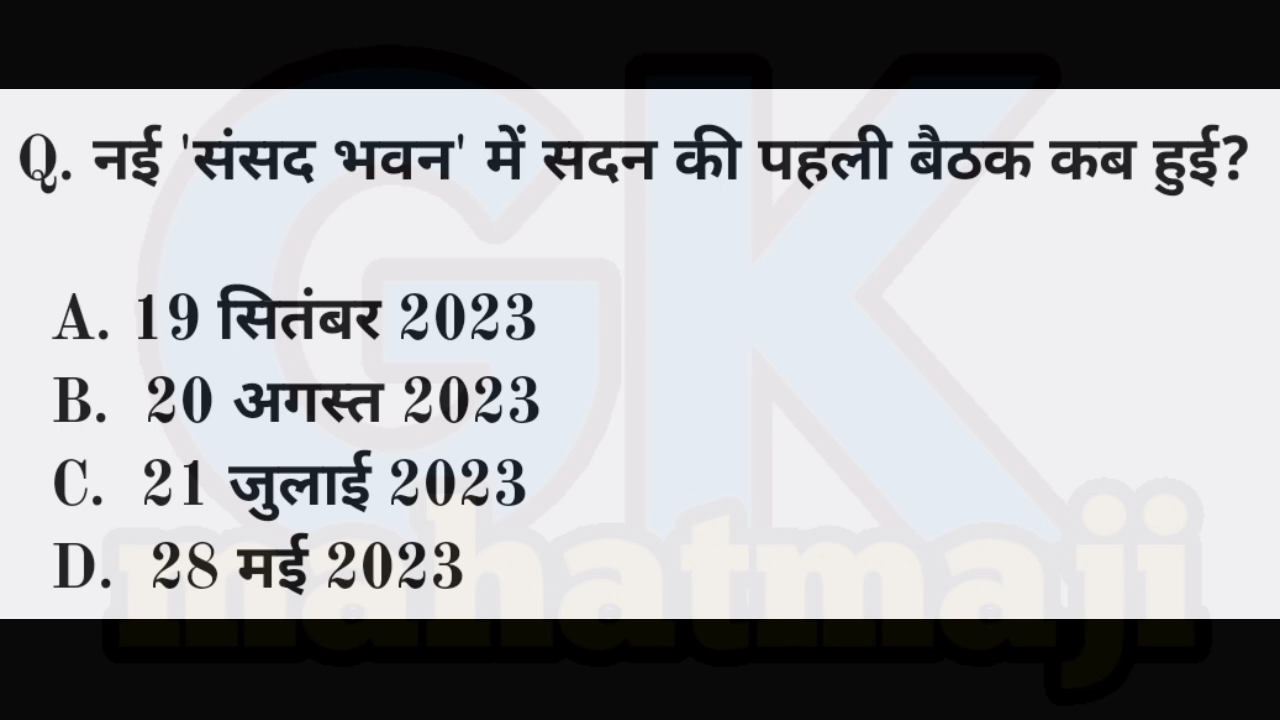 Q. नई 'संसद भवन' में सदन की पहली बैठक कब हुई?
A. 19 सितंबर 2023
B. 20 अगस्त 2023
C. 21 जुलाई 2023
D. 28 मई 2023
GK
mahatmaji